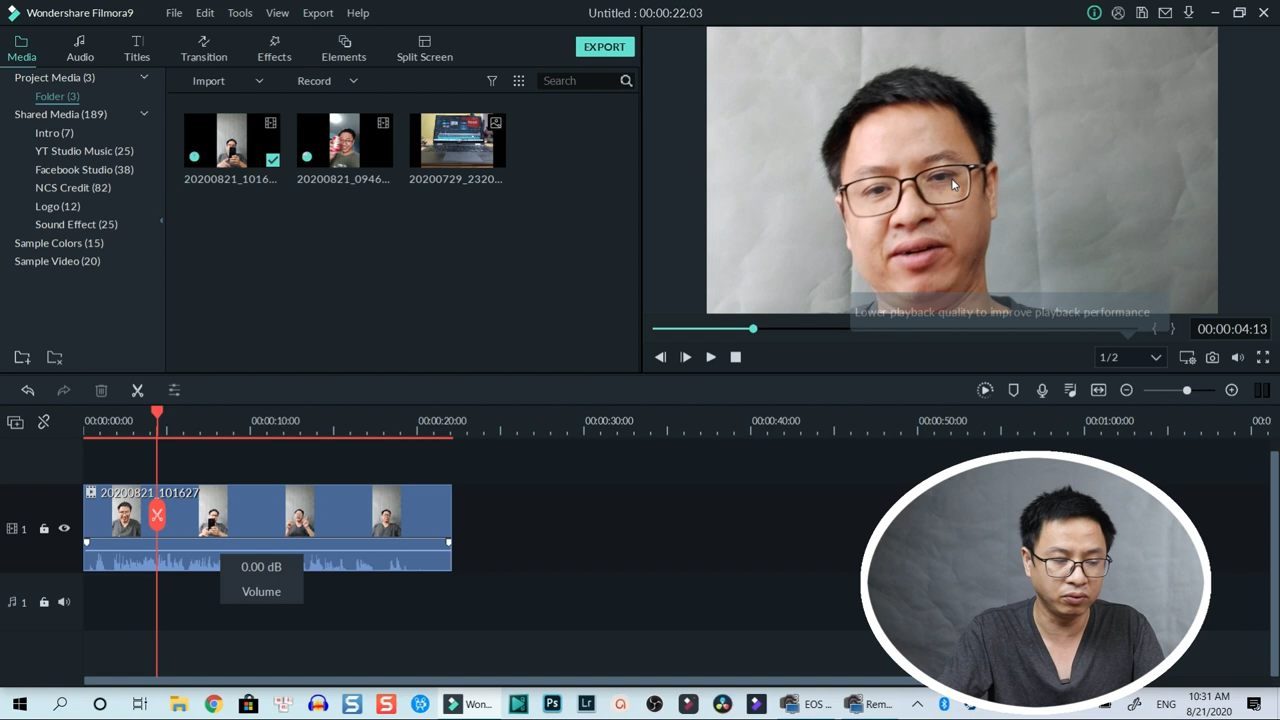 Wondershare Filmora9 File Edit Tools View Export Help Untitled : 00:00:22:03
Media Audio Titles Transition Effects Elements Split Screen EXPORT
Project Media (3)
Folder (3)
Shared Media (189)
Intro (7)
YT Studio Music (25)
Facebook Studio (38)
NCS Credit (82)
Logo (12)
Sound Effect (25)
Sample Colors (15)
Sample Video (20)
Import Record Search
20200821_1016... 20200821_0946... 20200729_2320...
Lower playback quality to improve playback performance
00:00:04:13
1/2
00:00:00:00 00:00:10:00 00:00:20:00 00:00:30:00 00:00:40:00 00:00:50:00 00:01:00:00 00:0
20200821_101627
1
0.00 dB
Volume
1
Won... Ps Lr EOS ... Rem... ENG 10:31 AM
8/21/2020